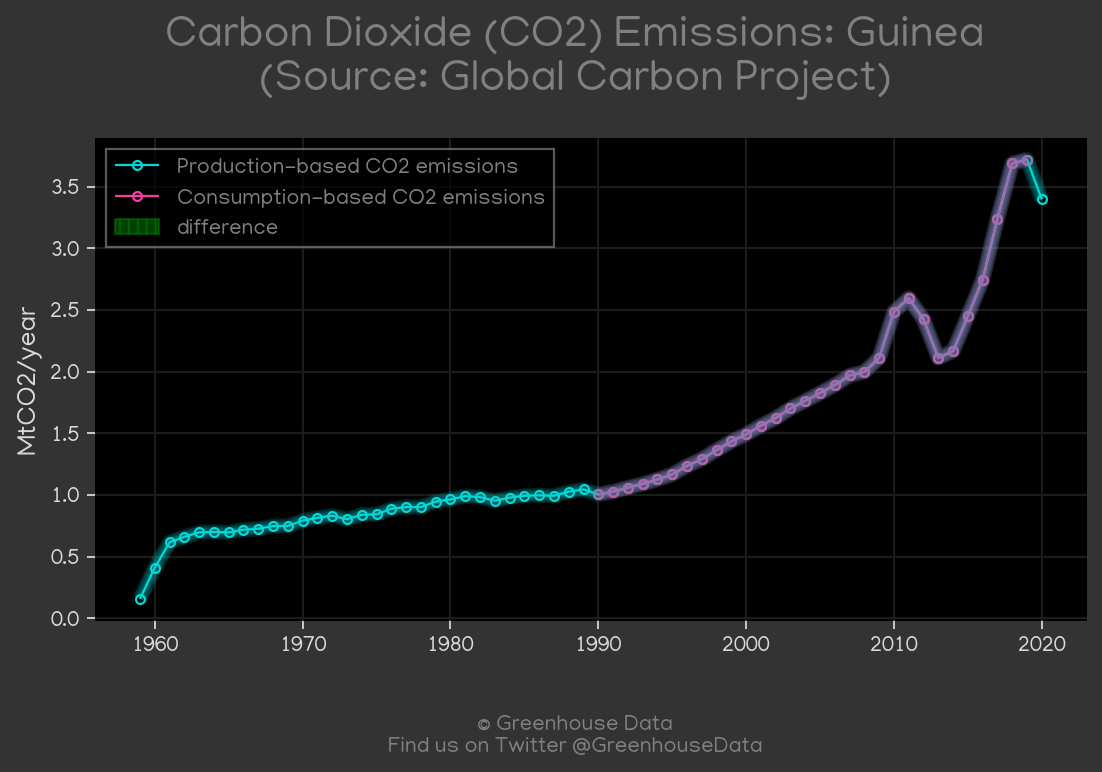 Carbon Dioxide (CO2) Emissions: Guinea
(Source: Global Carbon Project)
Production-based CO2 emissions
Consumption-based CO2 emissions
difference
MtCO2/year
3.5
3.0
2.5
2.0
1.5
1.0
0.5
0.0
1960 1970 1980 1990 2000 2010 2020
© Greenhouse Data
Find us on Twitter @GreenhouseData